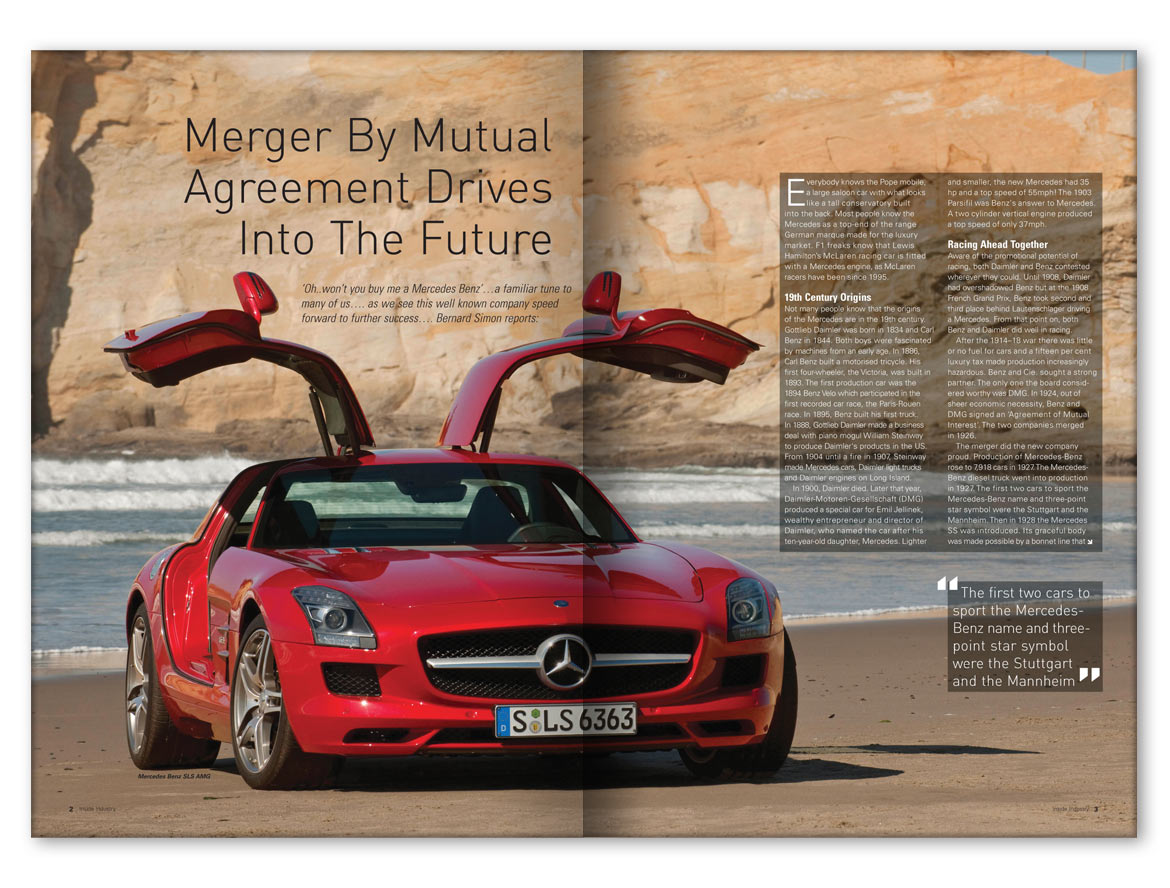 Merger By Mutual
Agreement Drives
Into The Future
‘Oh..won’t you buy me a Mercedes Benz’…a familiar tune to
many of us.… as we see this well known company speed
forward to further success.… Bernard Simon reports:
Everybody knows the Pope mobile,
a large saloon car with what looks
like a tall conservatory built
into the back. Most people know the
Mercedes as a top-end of the range
German marque made for the luxury
market. F1 freaks know that Lewis
Hamilton’s McLaren racing car is fitted
with a Mercedes engine, as McLaren
racers have been since 1995.
19th Century Origins
Not many people know that the origins
of the Mercedes are in the 19th century.
Gottlieb Daimler was born in 1834 and Carl
Benz in 1844. Both boys were fascinated
by machines from an early age. In 1886,
Carl Benz built a motorised tricycle. His
first four-wheeler, the Victoria, was built in
1893. The first production car was the
1894 Benz Velo which participated in the
first recorded car race, the Paris-Rouen
race. In 1895, Benz built his first truck.
In 1888, Gottlieb Daimler made a business
deal with piano mogul William Steinway
to produce Daimler’s products in the US.
From 1904 until a fire in 1907, Steinway
made Mercedes cars, Daimler light trucks
and Daimler engines on Long Island.
In 1900, Daimler died. Later that year,
Daimler-Motoren-Gesellschaft (DMG)
produced a special car for Emil Jellinek,
wealthy entrepreneur and director of
Daimler, who named the car after his
ten-year-old daughter, Mercedes. Lighter
and smaller, the new Mercedes had 35
hp and a top speed of 55mph! The 1903
Parsifil was Benz’s answer to Mercedes.
A two cylinder vertical engine produced
a top speed of only 37mph.
Racing Ahead Together
Aware of the promotional potential of
racing, both Daimler and Benz contested
wherever they could. Until 1908, Daimler
had overshadowed Benz but at the 1908
French Grand Prix, Benz took second and
third place behind Lautenschlager driving
a Mercedes. From that point on, both
Benz and Daimler did well in racing.
After the 1914–18 war there was little
or no fuel for cars and a fifteen per cent
luxury tax made production increasingly
hazardous. Benz and Cie. sought a strong
partner. The only one the board consid-
ered worthy was DMG. In 1924, out of
sheer economic necessity, Benz and
DMG signed an ‘Agreement of Mutual
Interest’. The two companies merged
in 1926.
The merger did the new company
proud. Production of Mercedes-Benz
rose to 7,918 cars in 1927. The Mercedes-
Benz diesel truck went into production
in 1927. The first two cars to sport the
Mercedes-Benz name and three-point
star symbol were the Stuttgart and the
Mannheim. Then in 1928 the Mercedes
SS was introduced. Its graceful body
was made possible by a bonnet line that
“The first two cars to
sport the Mercedes-
Benz name and three-
point star symbol
were the Stuttgart
and the Mannheim”
D S LS 6363
Mercedes Benz SLS AMG
2 Inside Industry
Inside Industry 3